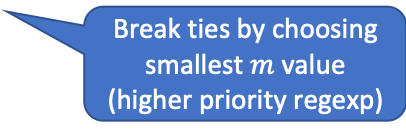 Break ties by choosing
smallest m value
(higher priority regexp)